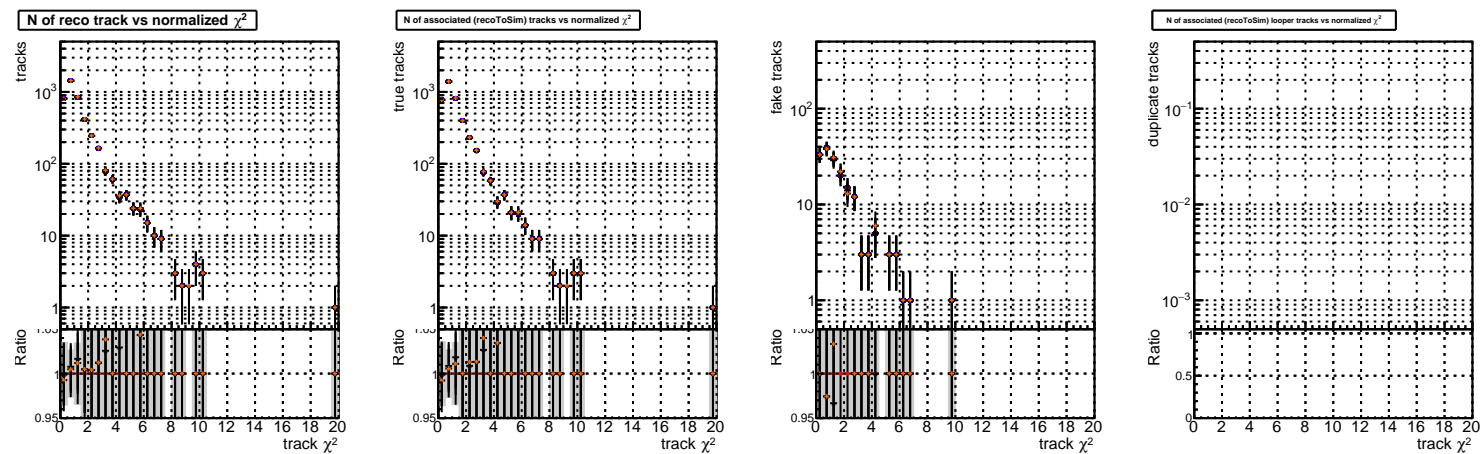 N of reco track vs normalized χ²
tracks
10³
10²
10
1
Ratio
1.05
1
0.95
0 2 4 6 8 10 12 14 16 18 20
track χ²
N of associated (recoToSim) tracks vs normalized χ²
true tracks
10³
10²
10
1
Ratio
1.05
1
0.95
0 2 4 6 8 10 12 14 16 18 20
track χ²
fake tracks
10²
10
1
Ratio
1.05
1
0.95
0 2 4 6 8 10 12 14 16 18 20
track χ²
N of associated (recoToSim) looper tracks vs normalized χ²
duplicate tracks
10⁻¹
10⁻²
10⁻³
Ratio
1
0.5
0
0 2 4 6 8 10 12 14 16 18 20
track χ²